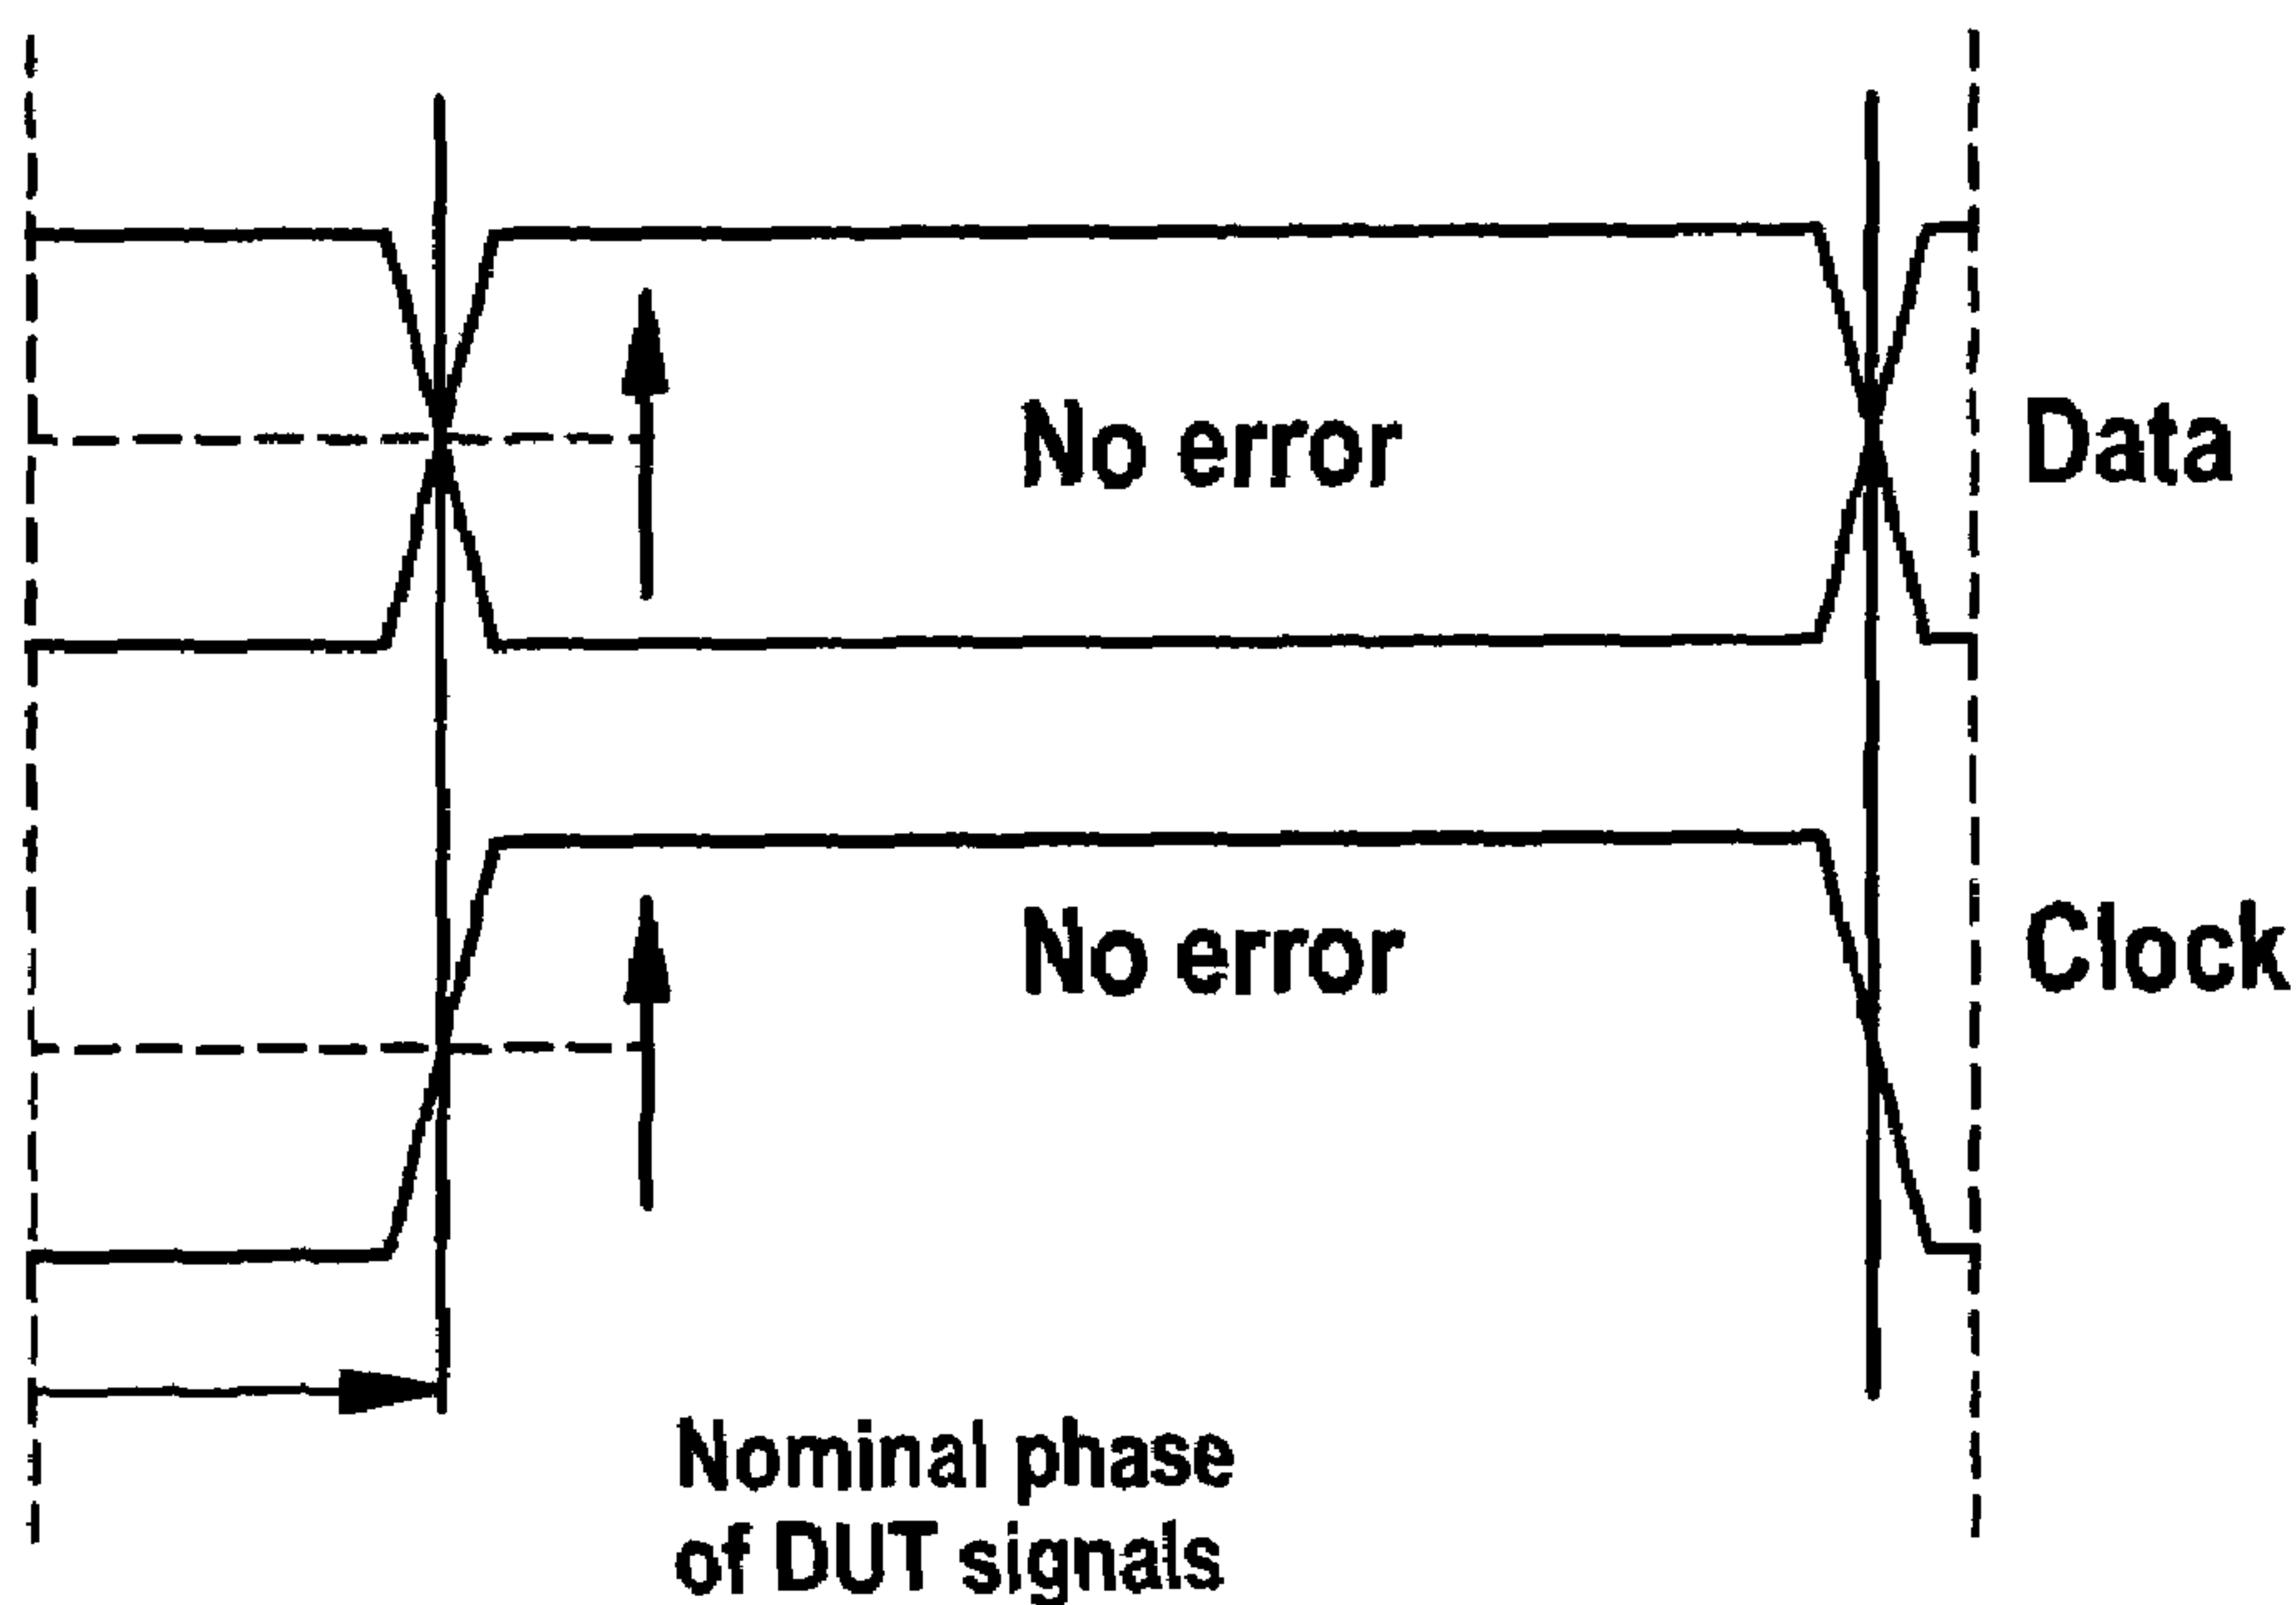 No error
Data
No error
Clock
Nominal phase
of DUT signals